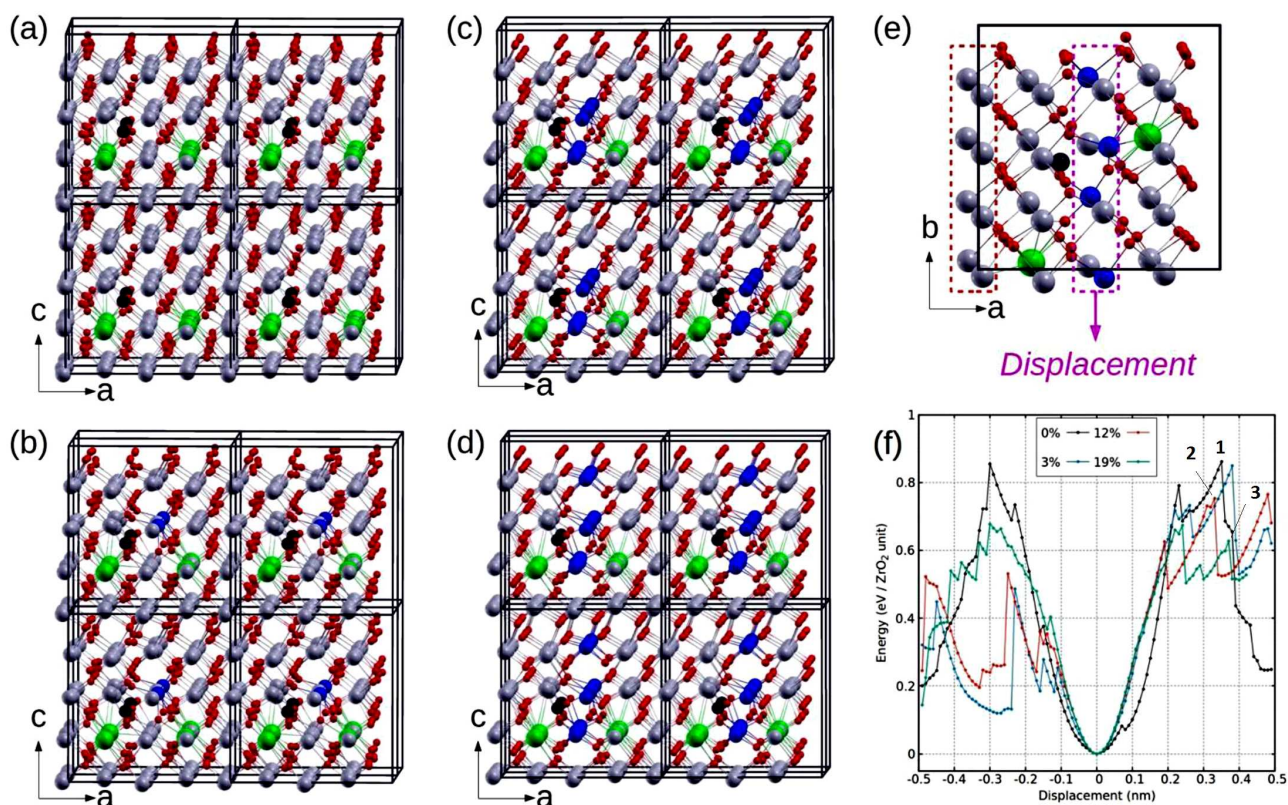 (a)
c
a
(c)
c
a
(e)
b
a
Displacement
(b)
c
a
(d)
c
a
(f)
Energy (eV / ZrO₂ unit)
1
0.8
0.6
0.4
0.2
0
0% 12%
3% 19%
2 1
3
-0.5 -0.4 -0.3 -0.2 -0.1 0 0.1 0.2 0.3 0.4 0.5
Displacement (nm)